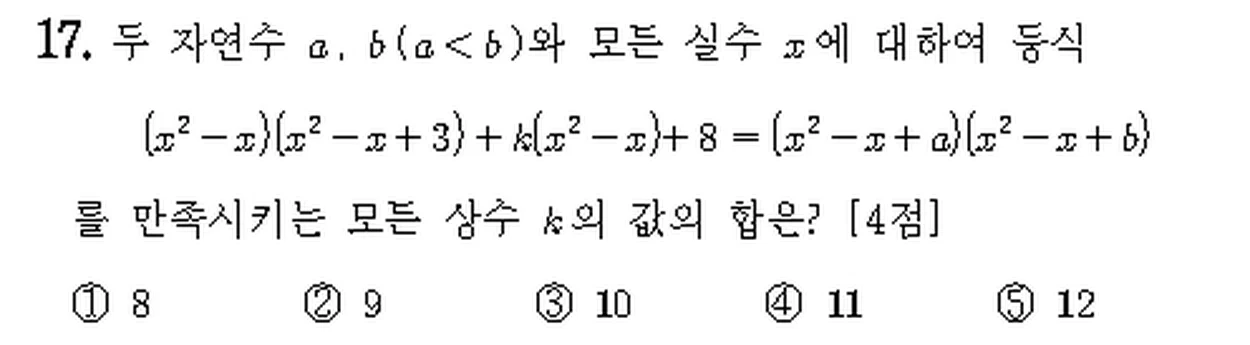 17. 두 자연수 a, b(a < b)와 모든 실수 x에 대하여 등식
(x² − x)(x² − x + 3) + k(x² − x) + 8 = (x² − x + a)(x² − x + b)
를 만족시키는 모든 상수 k의 값의 합은? [4점]
① 8 ② 9 ③ 10 ④ 11 ⑤ 12